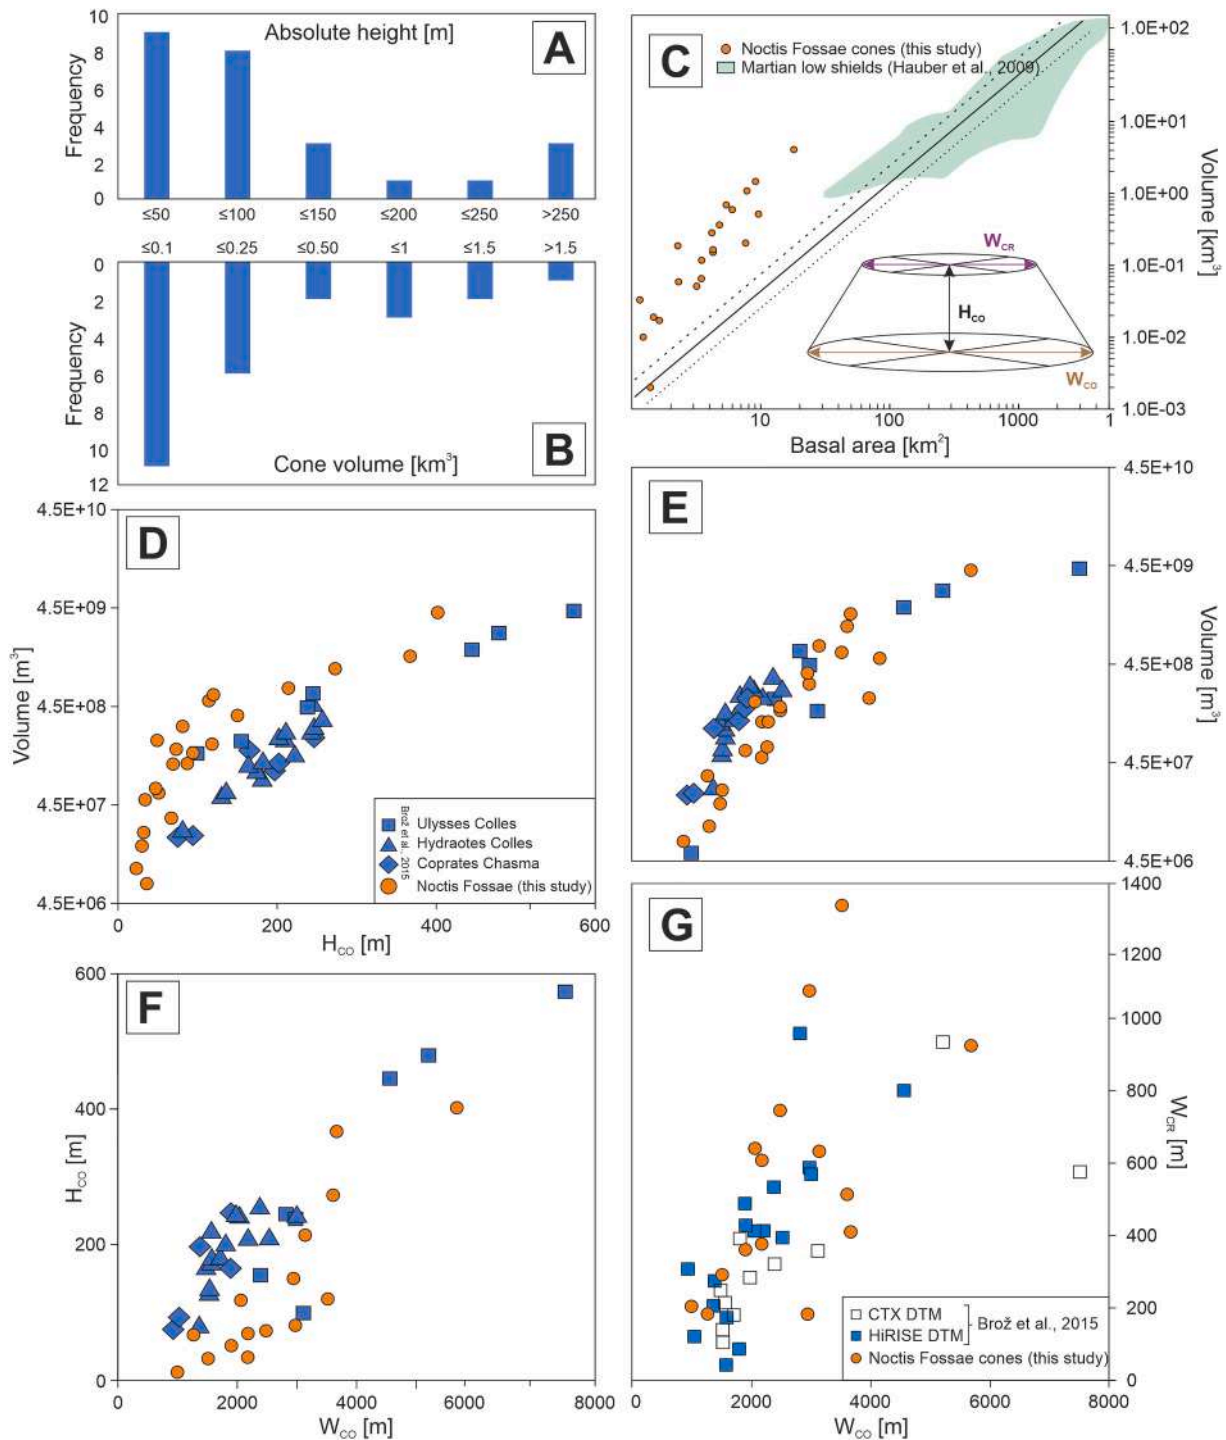 Absolute height [m]
A
Frequency
10
8
6
4
2
0
≤50 ≤100 ≤150 ≤200 ≤250 >250
≤0.1 ≤0.25 ≤0.50 ≤1 ≤1.5 >1.5
0
2
4
6
8
10
12
Frequency
Cone volume [km³]
B
C
Noctis Fossae cones (this study)
Martian low shields (Hauber et al., 2009)
1.0E+02
1.0E+01
1.0E+00
1.0E-01
1.0E-02
1.0E-03
Volume [km³]
W_CR
H_CO
W_CO
10 100 1000 1
Basal area [km²]
D
4.5E+10
4.5E+09
4.5E+08
4.5E+07
4.5E+06
Volume [m³]
Brož et al., 2015
Ulysses Colles
Hydraotes Colles
Coprates Chasma
Noctis Fossae (this study)
0 200 400 600
H_CO [m]
E
4.5E+10
4.5E+09
4.5E+08
4.5E+07
4.5E+06
Volume [m³]
F
600
400
200
0
H_CO [m]
0 2000 4000 6000 8000
W_CO [m]
G
1400
1200
1000
800
600
400
200
0
W_CR [m]
CTX DTM
HiRISE DTM
Brož et al., 2015
Noctis Fossae cones (this study)
0 2000 4000 6000 8000
W_CO [m]